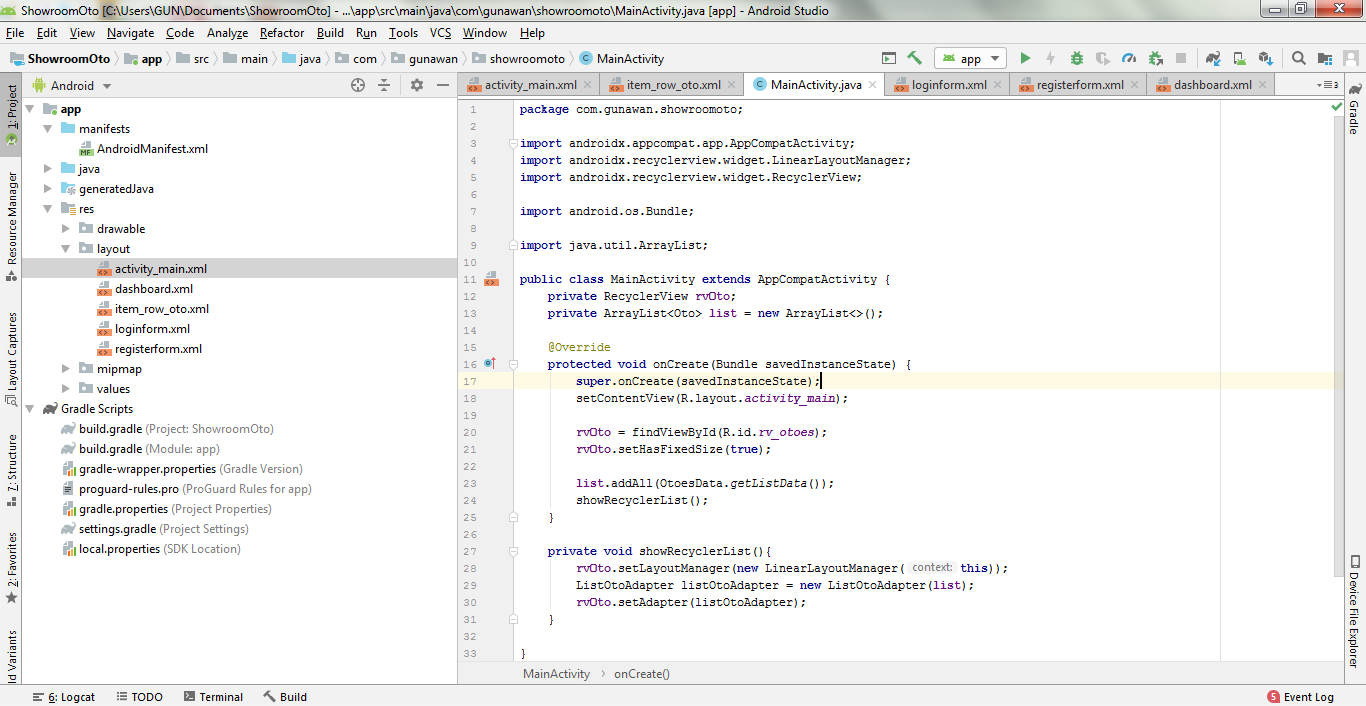 ShowroomOto [C:\Users\GUN\Documents\ShowroomOto] - ...\app\src\main\java\com\gunawan\showroomoto\MainActivity.java [app] - Android Studio
File Edit View Navigate Code Analyze Refactor Build Run Tools VCS Window Help
ShowroomOto app src main java com gunawan showroomoto MainActivity app
Android
activity_main.xml item_row_oto.xml MainActivity.java loginform.xml registerform.xml dashboard.xml 3
1: Project
Resource Manager
Layout Captures
7: Structure
2: Favorites
ld Variants
app
manifests
AndroidManifest.xml
java
generatedJava
res
drawable
layout
activity_main.xml
dashboard.xml
item_row_oto.xml
loginform.xml
registerform.xml
mipmap
values
Gradle Scripts
build.gradle (Project: ShowroomOto)
build.gradle (Module: app)
gradle-wrapper.properties (Gradle Version)
proguard-rules.pro (ProGuard Rules for app)
gradle.properties (Project Properties)
settings.gradle (Project Settings)
local.properties (SDK Location)
1 package com.gunawan.showroomoto;
2
3 import androidx.appcompat.app.AppCompatActivity;
4 import androidx.recyclerview.widget.LinearLayoutManager;
5 import androidx.recyclerview.widget.RecyclerView;
6
7 import android.os.Bundle;
8
9 import java.util.ArrayList;
10
11 public class MainActivity extends AppCompatActivity {
12 private RecyclerView rvOto;
13 private ArrayList<Oto> list = new ArrayList<>();
14
15 @Override
16 protected void onCreate(Bundle savedInstanceState) {
17 super.onCreate(savedInstanceState);
18 setContentView(R.layout.activity_main);
19
20 rvOto = findViewById(R.id.rv_otoes);
21 rvOto.setHasFixedSize(true);
22
23 list.addAll(OtoesData.getListData());
24 showRecyclerList();
25 }
26
27 private void showRecyclerList(){
28 rvOto.setLayoutManager(new LinearLayoutManager( context: this));
29 ListOtoAdapter listOtoAdapter = new ListOtoAdapter(list);
30 rvOto.setAdapter(listOtoAdapter);
31 }
32
33 }
MainActivity › onCreate()
Gradle
Device File Explorer
6: Logcat TODO Terminal Build 5 Event Log